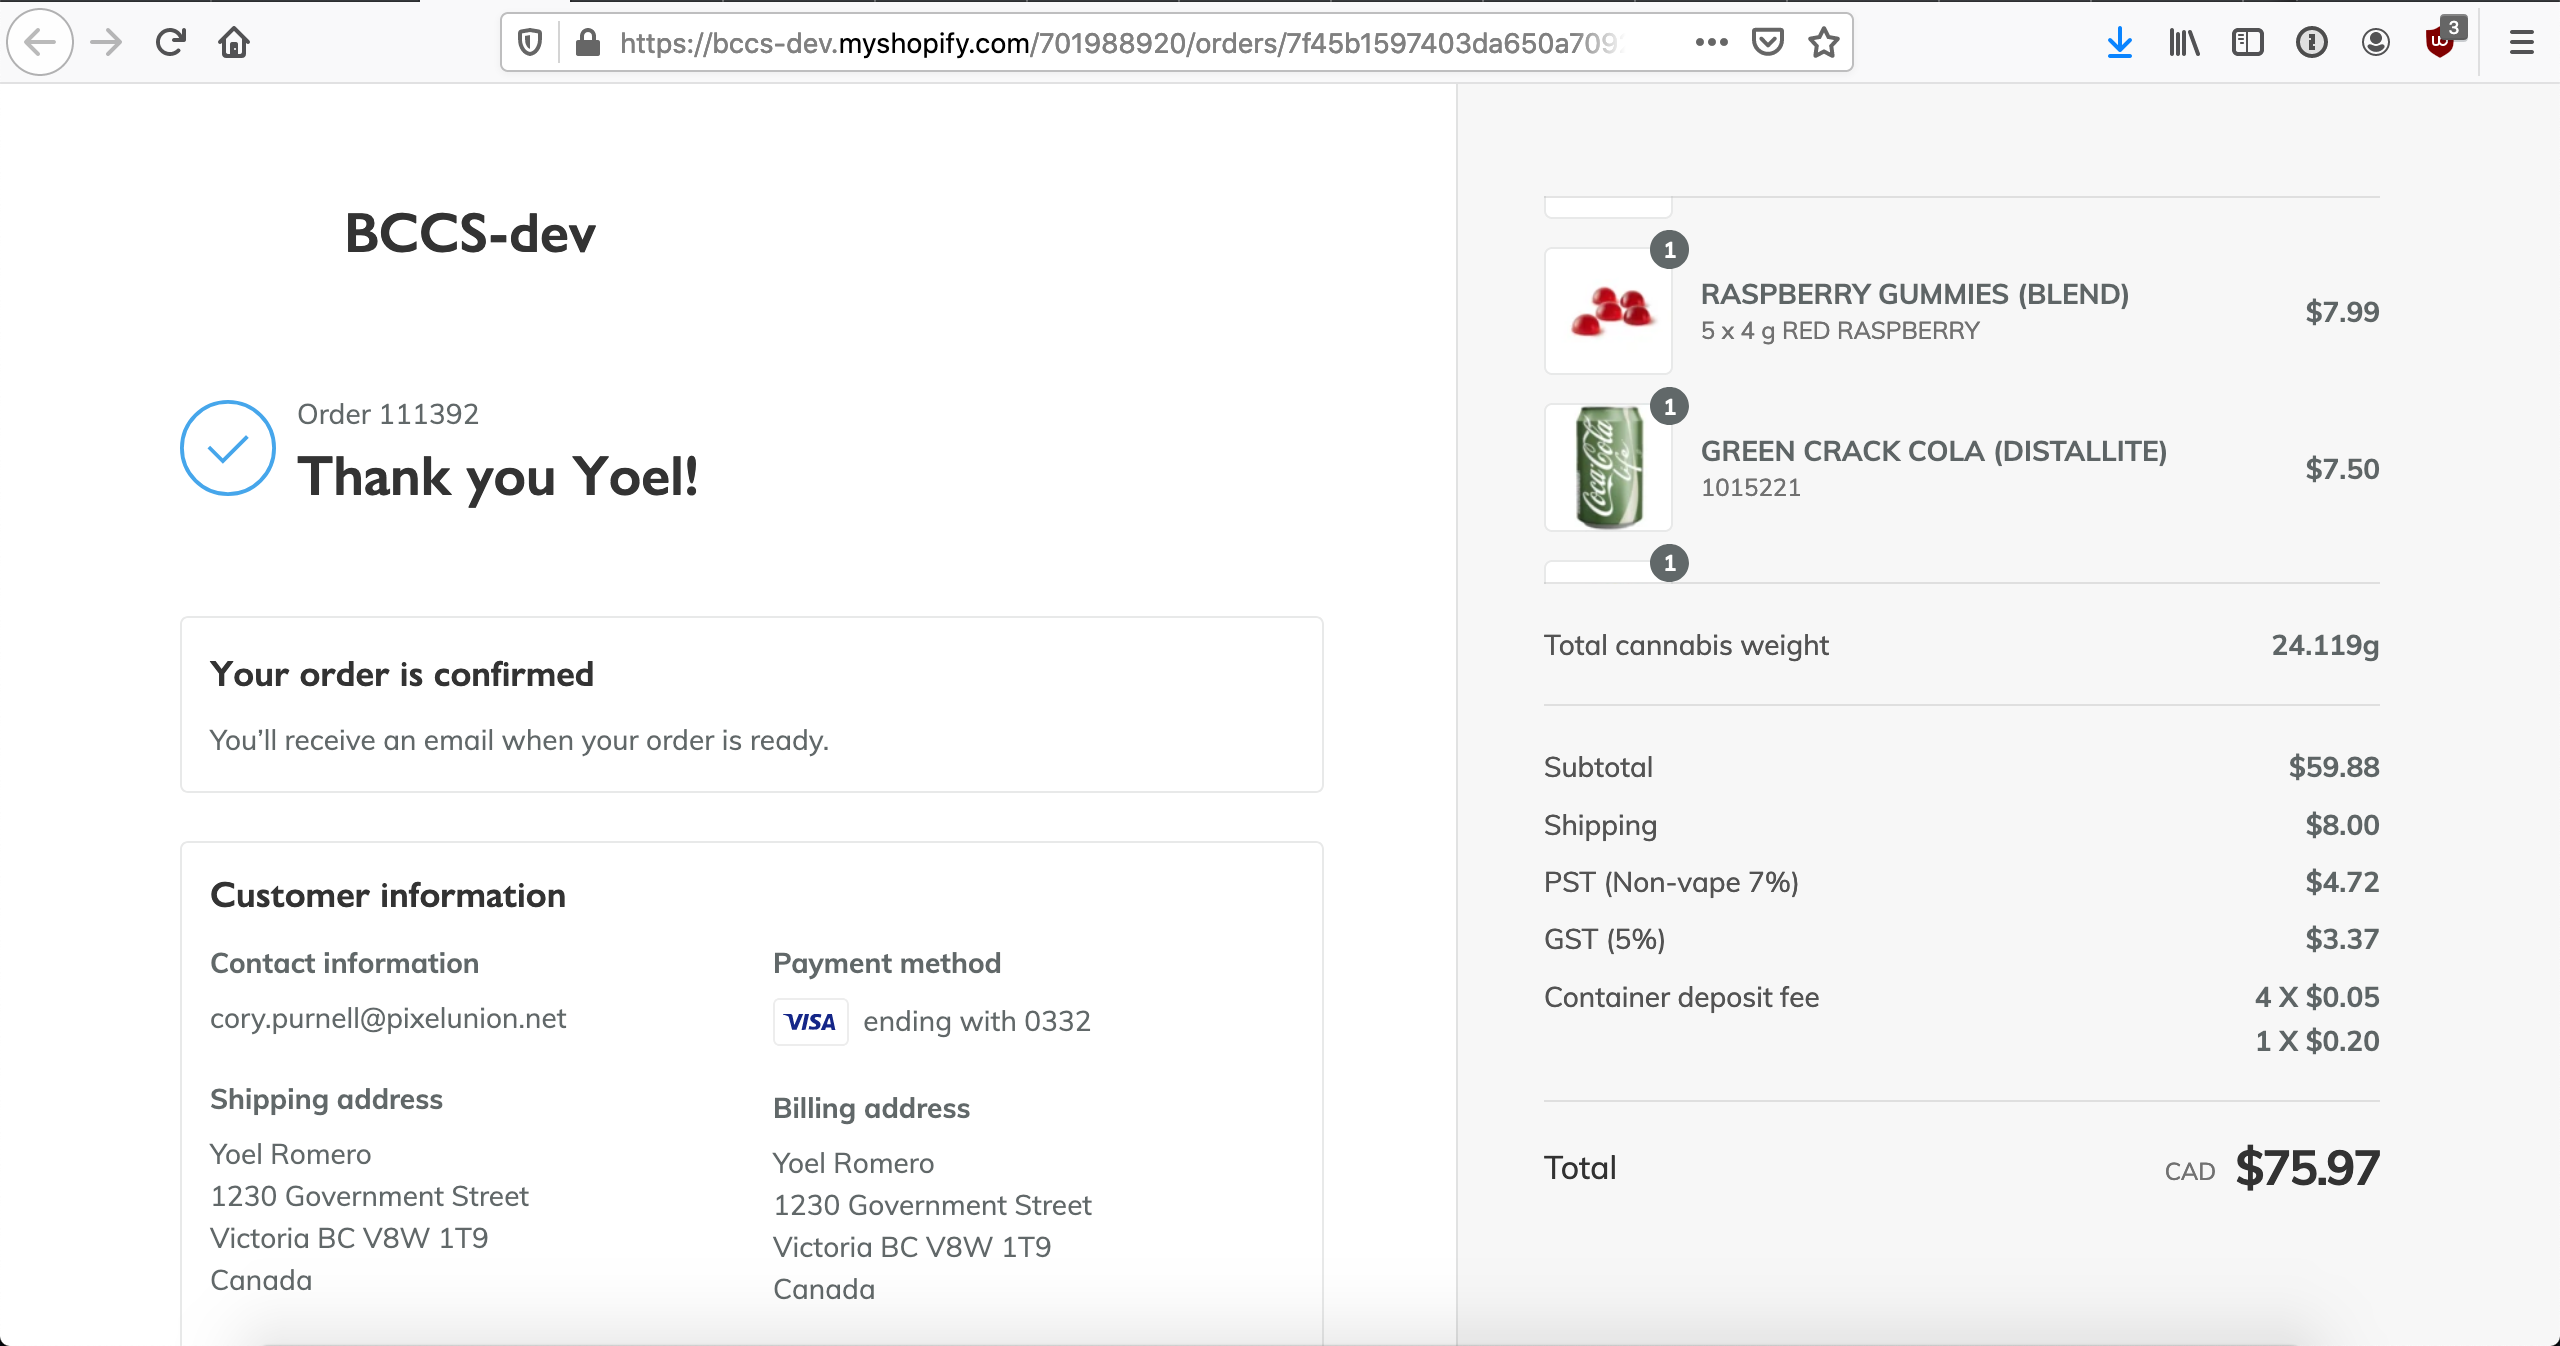 https://bccs-dev.myshopify.com/701988920/orders/7f45b1597403da650a709
3
BCCS-dev
Order 111392
Thank you Yoel!
Your order is confirmed
You’ll receive an email when your order is ready.
Customer information
Contact information
cory.purnell@pixelunion.net
Payment method
VISA ending with 0332
Shipping address
Yoel Romero
1230 Government Street
Victoria BC V8W 1T9
Canada
Billing address
Yoel Romero
1230 Government Street
Victoria BC V8W 1T9
Canada
1
RASPBERRY GUMMIES (BLEND)
5 x 4 g RED RASPBERRY
$7.99
1
Coca-Cola
life
GREEN CRACK COLA (DISTALLITE)
1015221
$7.50
1
Total cannabis weight 24.119g
Subtotal $59.88
Shipping $8.00
PST (Non-vape 7%) $4.72
GST (5%) $3.37
Container deposit fee 4 X $0.05
1 X $0.20
Total CAD $75.97